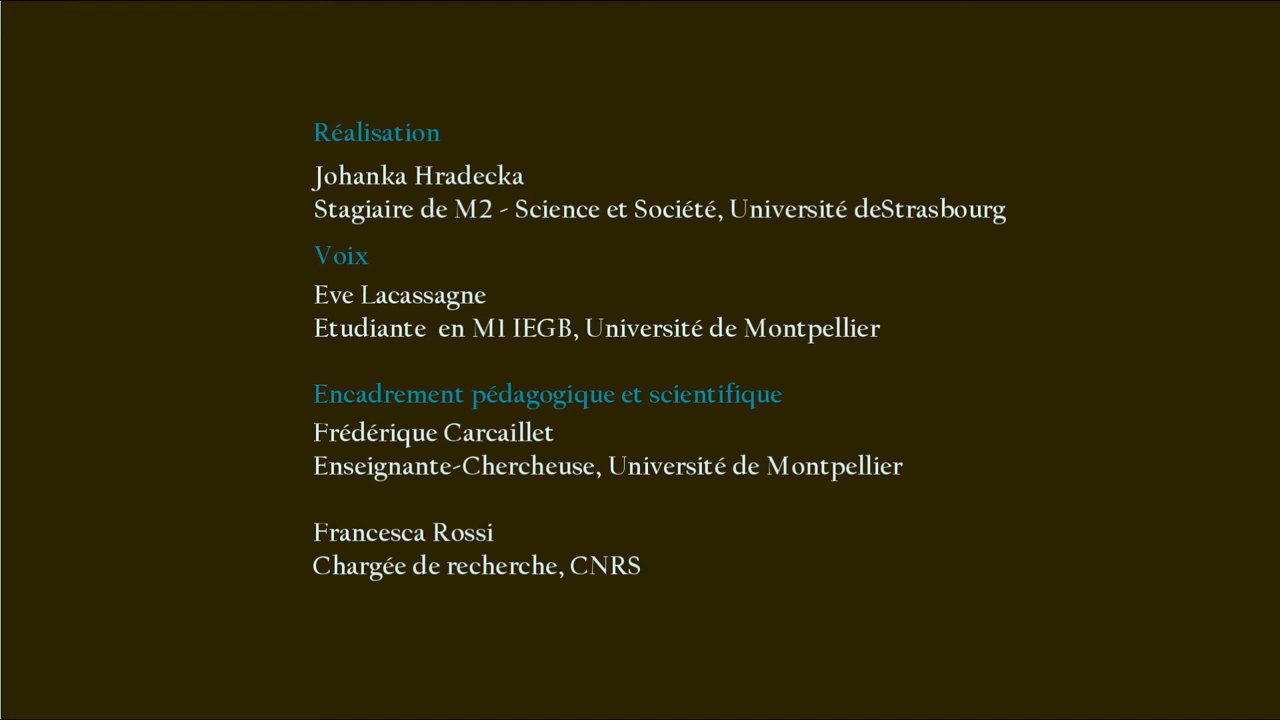 Réalisation
Johanka Hradecka
Stagiaire de M2 - Science et Société, Université deStrasbourg
Voix
Eve Lacassagne
Etudiante  en M1 IEGB, Université de Montpellier
Encadrement pédagogique et scientifique
Frédérique Carcaillet
Enseignante-Chercheuse, Université de Montpellier
Francesca Rossi
Chargée de recherche, CNRS